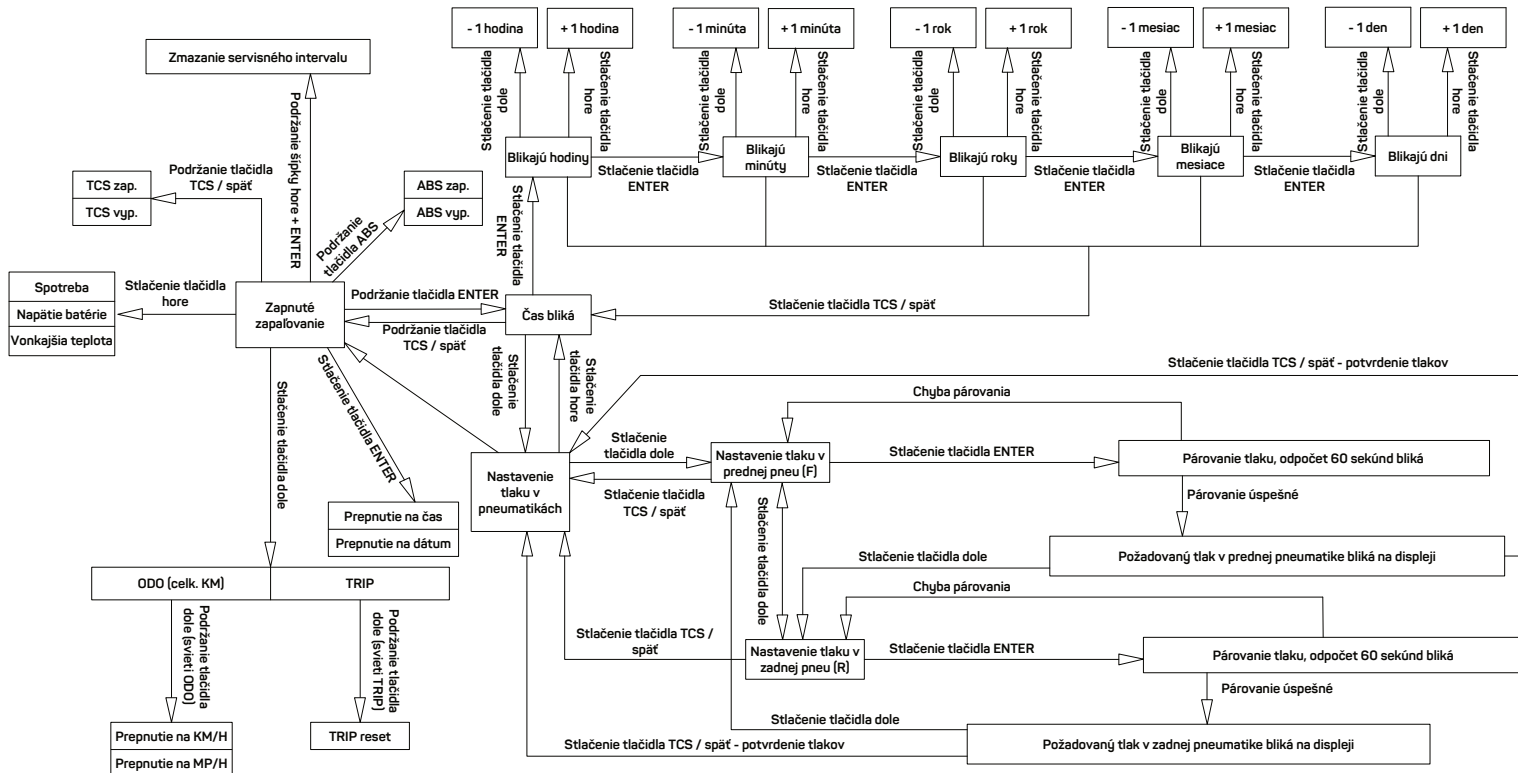 - 1 hodina
+ 1 hodina
- 1 minúta
+ 1 minúta
- 1 rok
+ 1 rok
- 1 mesiac
+ 1 mesiac
- 1 den
+ 1 den
Zmazanie servisného intervalu
Stlačenie tlačidla
dole
Stlačenie tlačidla
hore
Stlačenie tlačidla
dole
Stlačenie tlačidla
hore
Stlačenie tlačidla
dole
Stlačenie tlačidla
hore
Stlačenie tlačidla
dole
Stlačenie tlačidla
hore
Stlačenie tlačidla
dole
Stlačenie tlačidla
hore
Podržanie šípky hore + ENTER
Blikajú hodiny
Stlačenie tlačidla
ENTER
Blikajú
minúty
Stlačenie tlačidla
ENTER
Blikajú roky
Stlačenie tlačidla
ENTER
Blikajú
mesiace
Stlačenie tlačidla
ENTER
Blikajú dni
Podržanie tlačidla
TCS / späť
TCS zap.
TCS vyp.
ABS zap.
ABS vyp.
Podržanie
tlačidla ABS
Stlačenie tlačidla
ENTER
Spotreba
Napätie batérie
Vonkajšia teplota
Stlačenie tlačidla
hore
Zapnuté
zapaľovanie
Podržanie tlačidla ENTER
Čas bliká
Podržanie tlačidla
TCS / späť
Stlačenie tlačidla TCS / späť
Stlačenie
tlačidla dole
Stlačenie
tlačidla hore
Stlačenie tlačidla TCS / späť - potvrdenie tlakov
Stlačenie tlačidla dole
Stlačenie tlačidla ENTER
Chyba párovania
Nastavenie
tlaku v
pneumatikách
Stlačenie
tlačidla dole
Nastavenie tlaku v
prednej pneu (F)
Stlačenie tlačidla ENTER
Párovanie tlaku, odpočet 60 sekúnd bliká
Stlačenie tlačidla
TCS / späť
Párovanie úspešné
Prepnutie na čas
Prepnutie na dátum
Stlačenie tlačidla dole
Stlačenie tlačidla dole
Požadovaný tlak v prednej pneumatike bliká na displeji
ODO (celk. KM)
TRIP
Chyba párovania
Podržanie tlačidla
dole (svieti ODO)
Podržanie tlačidla
dole (svieti TRIP)
Stlačenie tlačidla TCS /
späť
Nastavenie tlaku v
zadnej pneu (R)
Stlačenie tlačidla ENTER
Párovanie tlaku, odpočet 60 sekúnd bliká
Párovanie úspešné
Prepnutie na KM/H
Prepnutie na MP/H
TRIP reset
Stlačenie tlačidla dole
Stlačenie tlačidla TCS / späť - potvrdenie tlakov
Požadovaný tlak v zadnej pneumatike bliká na displeji